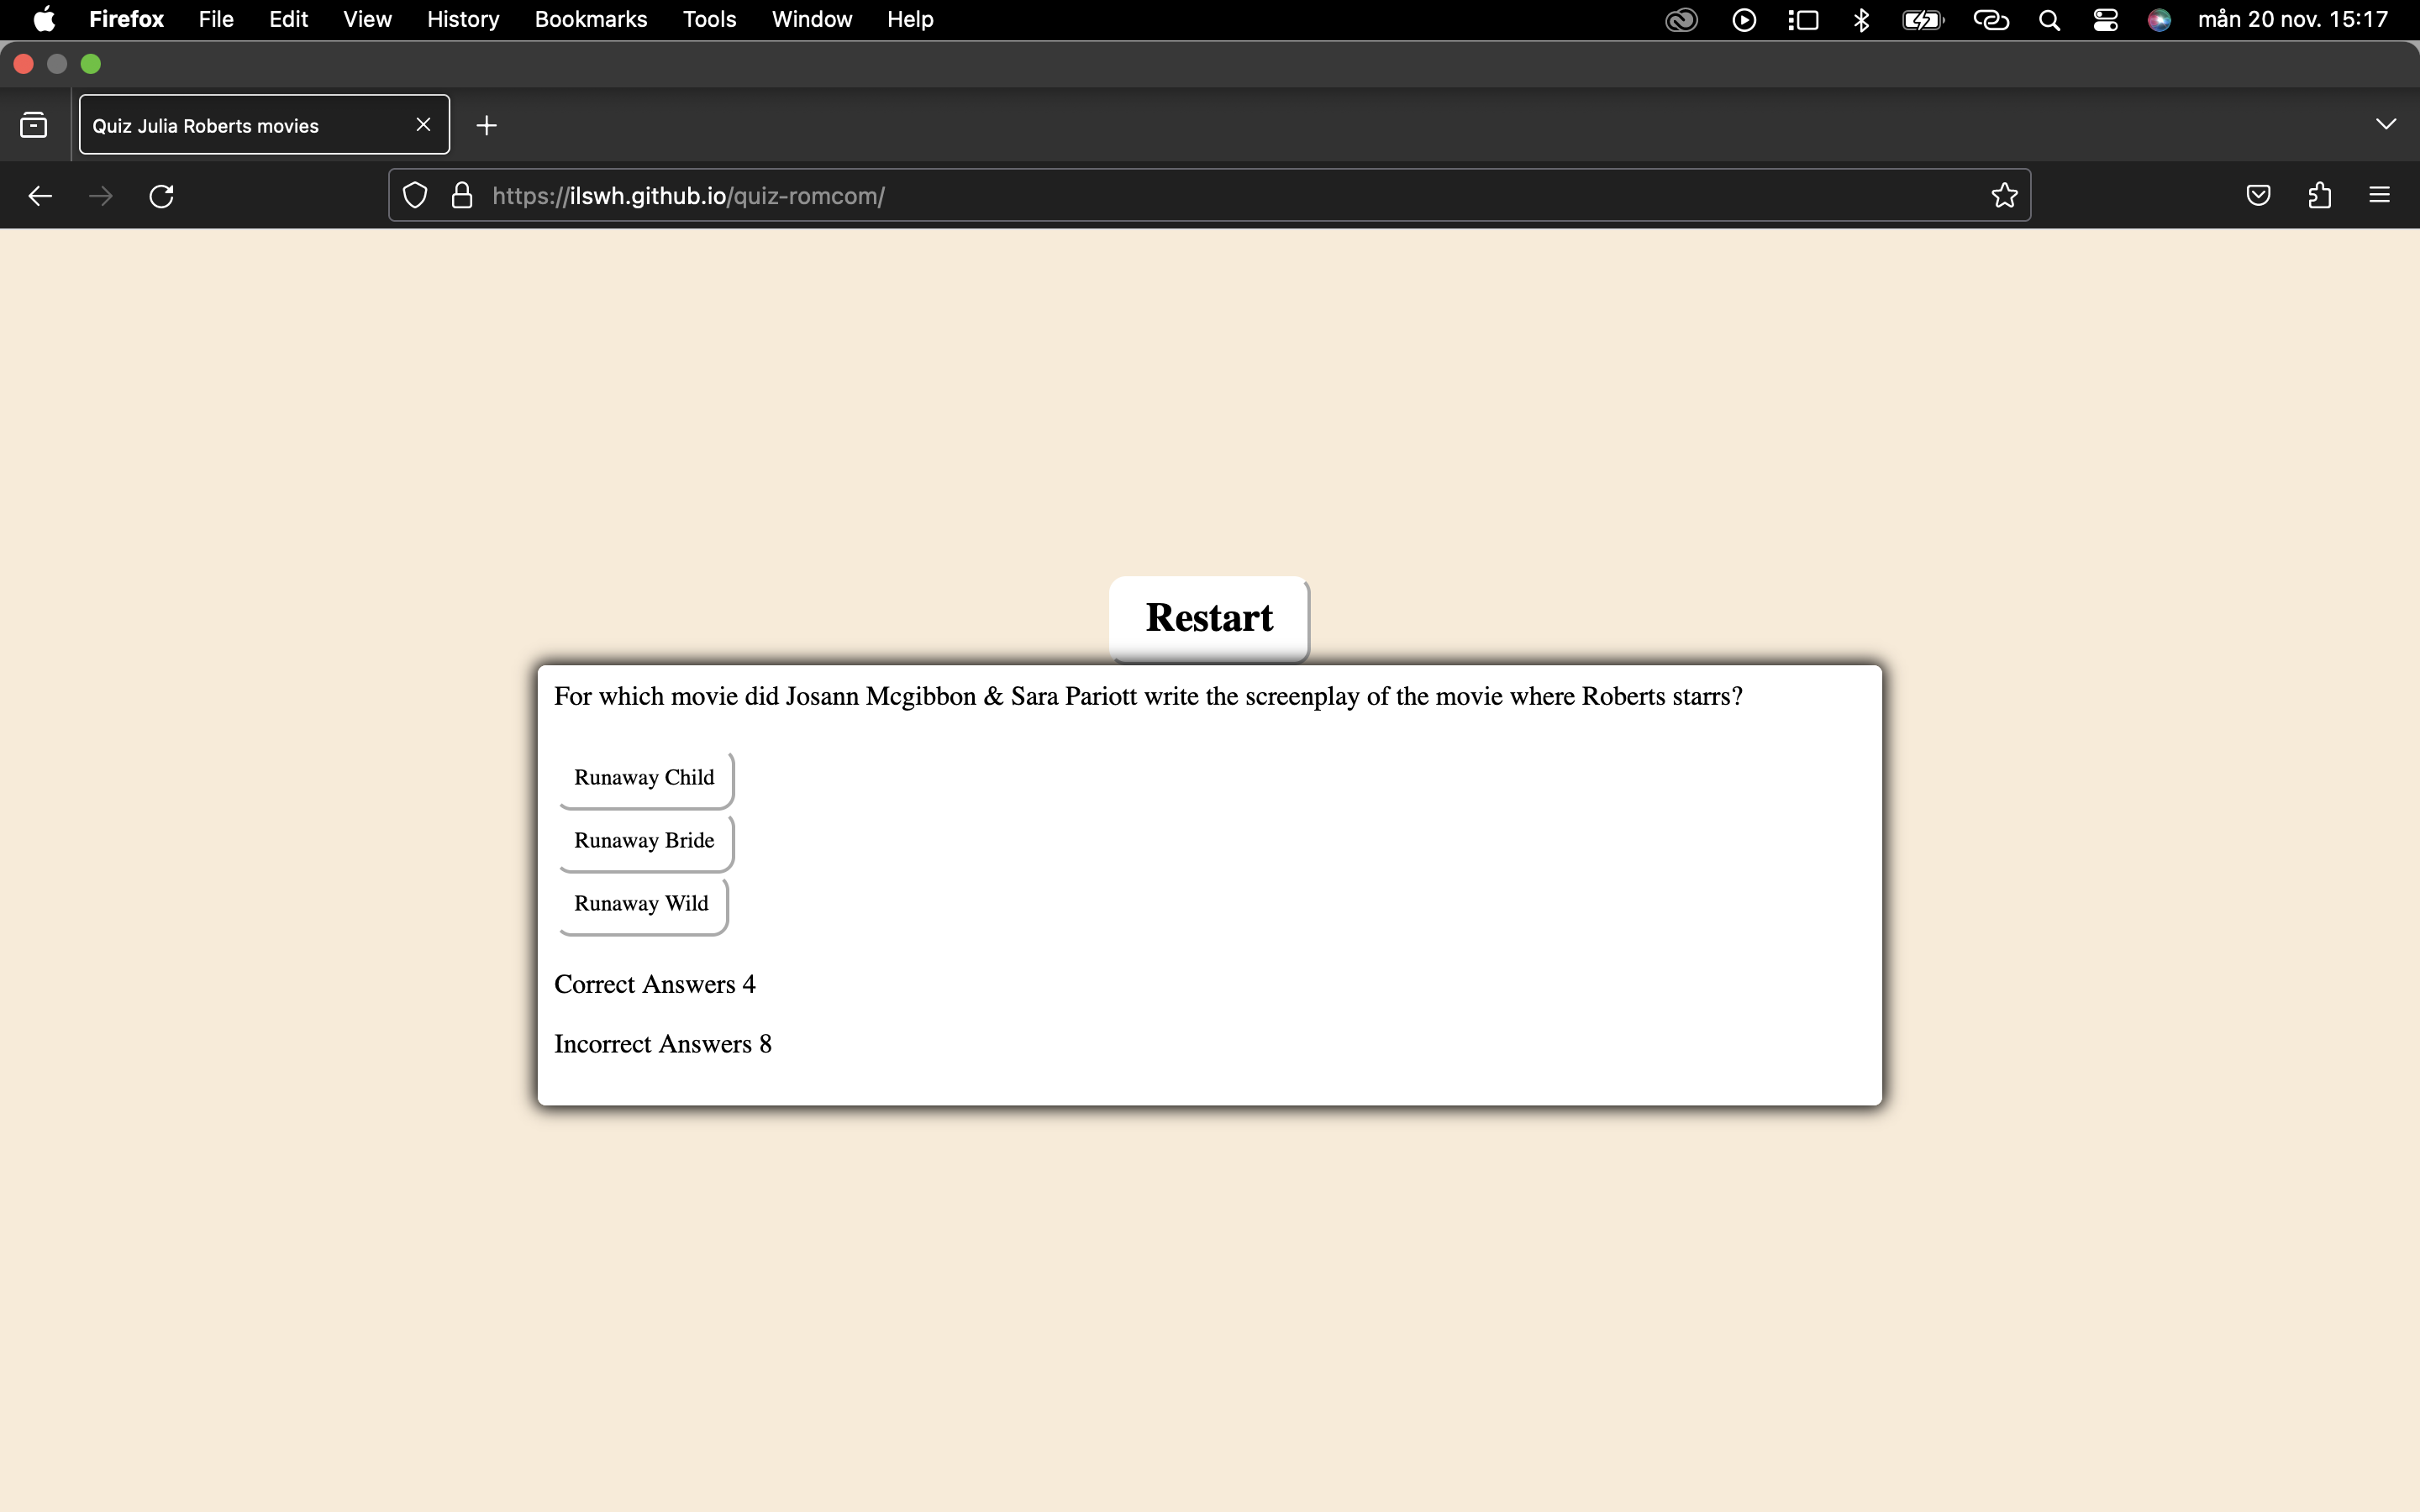 Firefox File Edit View History Bookmarks Tools Window Help mån 20 nov. 15:17
Quiz Julia Roberts movies
https://ilswh.github.io/quiz-romcom/
Restart
For which movie did Josann Mcgibbon & Sara Pariott write the screenplay of the movie where Roberts starrs?
Runaway Child
Runaway Bride
Runaway Wild
Correct Answers 4
Incorrect Answers 8